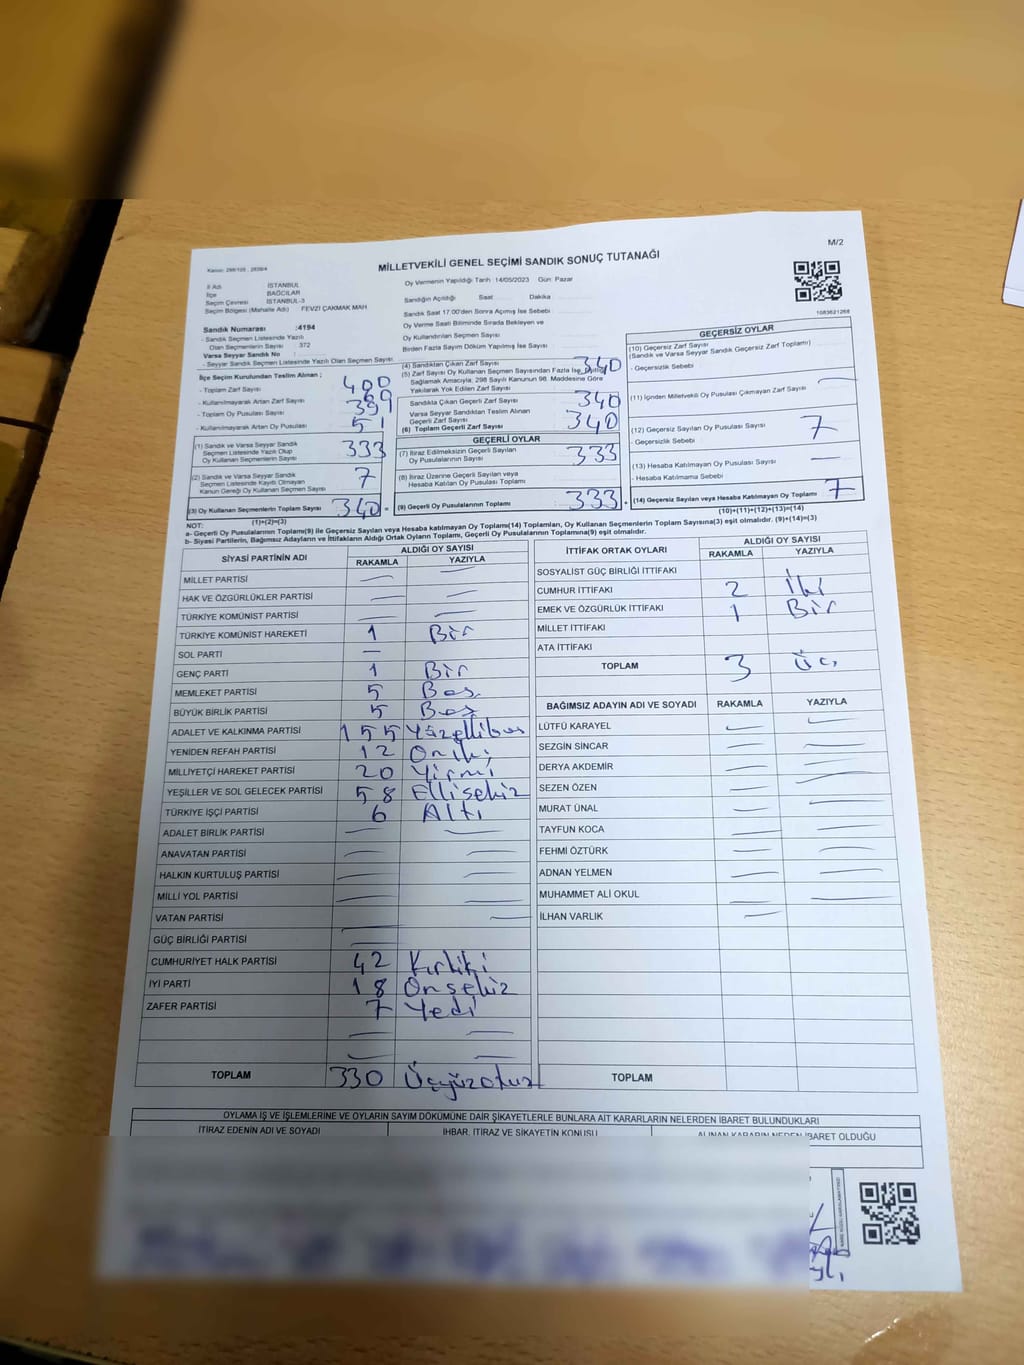 M/2
Kanun: 298/105 , 2839/4
MİLLETVEKİLİ GENEL SEÇİMİ SANDIK SONUÇ TUTANAĞI
İl Adı İSTANBUL
İlçe BAĞCILAR
Seçim Çevresi İSTANBUL-3
Seçim Bölgesi (Mahalle Adı) FEVZİ ÇAKMAK MAH
Sandık Numarası :4194
- Sandık Seçmen Listesinde Yazılı
Olan Seçmenlerin Sayısı 372
Varsa Seyyar Sandık No :
- Seyyar Sandık Seçmen Listesinde Yazılı Olan Seçmen Sayısı
Oy Vermenin Yapıldığı Tarih 14/05/2023 Gün: Pazar
Sandığın Açıldığı Saat Dakika
Sandık Saat 17.00'den Sonra Açılmış İse Sebebi
Oy Verme Saati Bitiminde Sırada Bekleyen ve
Oy Kullandırılan Seçmen Sayısı
Birden Fazla Sayım Döküm Yapılmış İse Sayısı
1083621268
İlçe Seçim Kurulundan Teslim Alınan ;
- Toplam Zarf Sayısı 400
- Kullanılmayarak Artan Zarf Sayısı
- Toplam Oy Pusulası Sayısı
- Kullanılmayarak Artan Oy Pusulası 51
(1) Sandık ve Varsa Seyyar Sandık
Seçmen Listesinde Yazılı Olup
Oy Kullanan Seçmenlerin Sayısı 333
(2) Sandık ve Varsa Seyyar Sandık
Seçmen Listesinde Kayıtlı Olmayan
Kanun Gereği Oy Kullanan Seçmen Sayısı 7
(3) Oy Kullanan Seçmenlerin Toplam Sayısı 340 =
(1)+(2)=(3)
(4) Sandıktan Çıkan Zarf Sayısı 340
(5) Zarf Sayısı Oy Kullanan Seçmen Sayısından Fazla İse, Eşitliği
Sağlamak Amacıyla; 298 Sayılı Kanunun 98. Maddesine Göre
Yakılarak Yok Edilen Zarf Sayısı
Sandıkta Çıkan Geçerli Zarf Sayısı 340
Varsa Seyyar Sandıktan Teslim Alınan
Geçerli Zarf Sayısı
(6) Toplam Geçerli Zarf Sayısı 340
GEÇERLİ OYLAR
(7) İtiraz Edilmeksizin Geçerli Sayılan
Oy Pusulalarının Sayısı 333
(8) İtiraz Üzerine Geçerli Sayılan veya
Hesaba Katılan Oy Pusulası Toplamı
(9) Geçerli Oy Pusulalarının Toplamı 333 +
GEÇERSİZ OYLAR
(10) Geçersiz Zarf Sayısı
(Sandık ve Varsa Seyyar Sandık Geçersiz Zarf Toplamı)
- Geçersizlik Sebebi
(11) İçinden Milletvekili Oy Pusulası Çıkmayan Zarf Sayısı —
(12) Geçersiz Sayılan Oy Pusulası Sayısı 7
- Geçersizlik Sebebi
(13) Hesaba Katılmayan Oy Pusulası Sayısı —
- Hesaba Katılmama Sebebi
(14) Geçersiz Sayılan veya Hesaba Katılmayan Oy Toplamı 7
(10)+(11)+(12)+(13)=(14)
NOT:
a- Geçerli Oy Pusulalarının Toplamı(9) ile Geçersiz Sayılan veya Hesaba katılmayan Oy Toplamı(14) Toplamları, Oy Kullanan Seçmenlerin Toplam Sayısına(3) eşit olmalıdır. (9)+(14)=(3)
b- Siyasi Partilerin, Bağımsız Adayların ve İttifakların Aldığı Ortak Oyların Toplamı, Geçerli Oy Pusulalarının Toplamına(9) eşit olmalıdır.
SİYASİ PARTİNİN ADI ALDIĞI OY SAYISI
RAKAMLA YAZIYLA
MİLLET PARTİSİ — —
HAK VE ÖZGÜRLÜKLER PARTİSİ — —
TÜRKİYE KOMÜNİST PARTİSİ — —
TÜRKİYE KOMÜNİST HAREKETİ 1 Bir
SOL PARTİ —
GENÇ PARTİ 1 Bir
MEMLEKET PARTİSİ 5 Beş
BÜYÜK BİRLİK PARTİSİ 5 Beş
ADALET VE KALKINMA PARTİSİ 155 Yüzellibeş
YENİDEN REFAH PARTİSİ 12 Oniki
MİLLİYETÇİ HAREKET PARTİSİ 20 Yirmi
YEŞİLLER VE SOL GELECEK PARTİSİ 58 Ellisekiz
TÜRKİYE İŞÇİ PARTİSİ 6 Altı
ADALET BİRLİK PARTİSİ — —
ANAVATAN PARTİSİ — —
HALKIN KURTULUŞ PARTİSİ — —
MİLLİ YOL PARTİSİ — —
VATAN PARTİSİ —
GÜÇ BİRLİĞİ PARTİSİ —
CUMHURİYET HALK PARTİSİ 42 Kırkiki
İYİ PARTİ 18 Onsekiz
ZAFER PARTİSİ 7 Yedi
— —
— —
TOPLAM 330 Üçyüzotuz
İTTİFAK ORTAK OYLARI ALDIĞI OY SAYISI
RAKAMLA YAZIYLA
SOSYALİST GÜÇ BİRLİĞİ İTTİFAKI
CUMHUR İTTİFAKI 2 İki
EMEK VE ÖZGÜRLÜK İTTİFAKI 1 Bir
MİLLET İTTİFAKI
ATA İTTİFAKI
TOPLAM 3 Üç
BAĞIMSIZ ADAYIN ADI VE SOYADI RAKAMLA YAZIYLA
LÜTFÜ KARAYEL — —
SEZGİN SİNCAR — —
DERYA AKDEMİR — —
SEZEN ÖZEN — —
MURAT ÜNAL — —
TAYFUN KOCA — —
FEHMİ ÖZTÜRK — —
ADNAN YELMEN — —
MUHAMMET ALİ OKUL — —
İLHAN VARLIK —
TOPLAM
OYLAMA İŞ VE İŞLEMLERİNE VE OYLARIN SAYIM DÖKÜMÜNE DAİR ŞİKAYETLERLE BUNLARA AİT KARARLARIN NELERDEN İBARET BULUNDUKLARI
İTİRAZ EDENİN ADI VE SOYADI İHBAR, İTİRAZ VE ŞİKAYETİN KONUSU ALINAN KARARIN NEDEN İBARET OLDUĞU